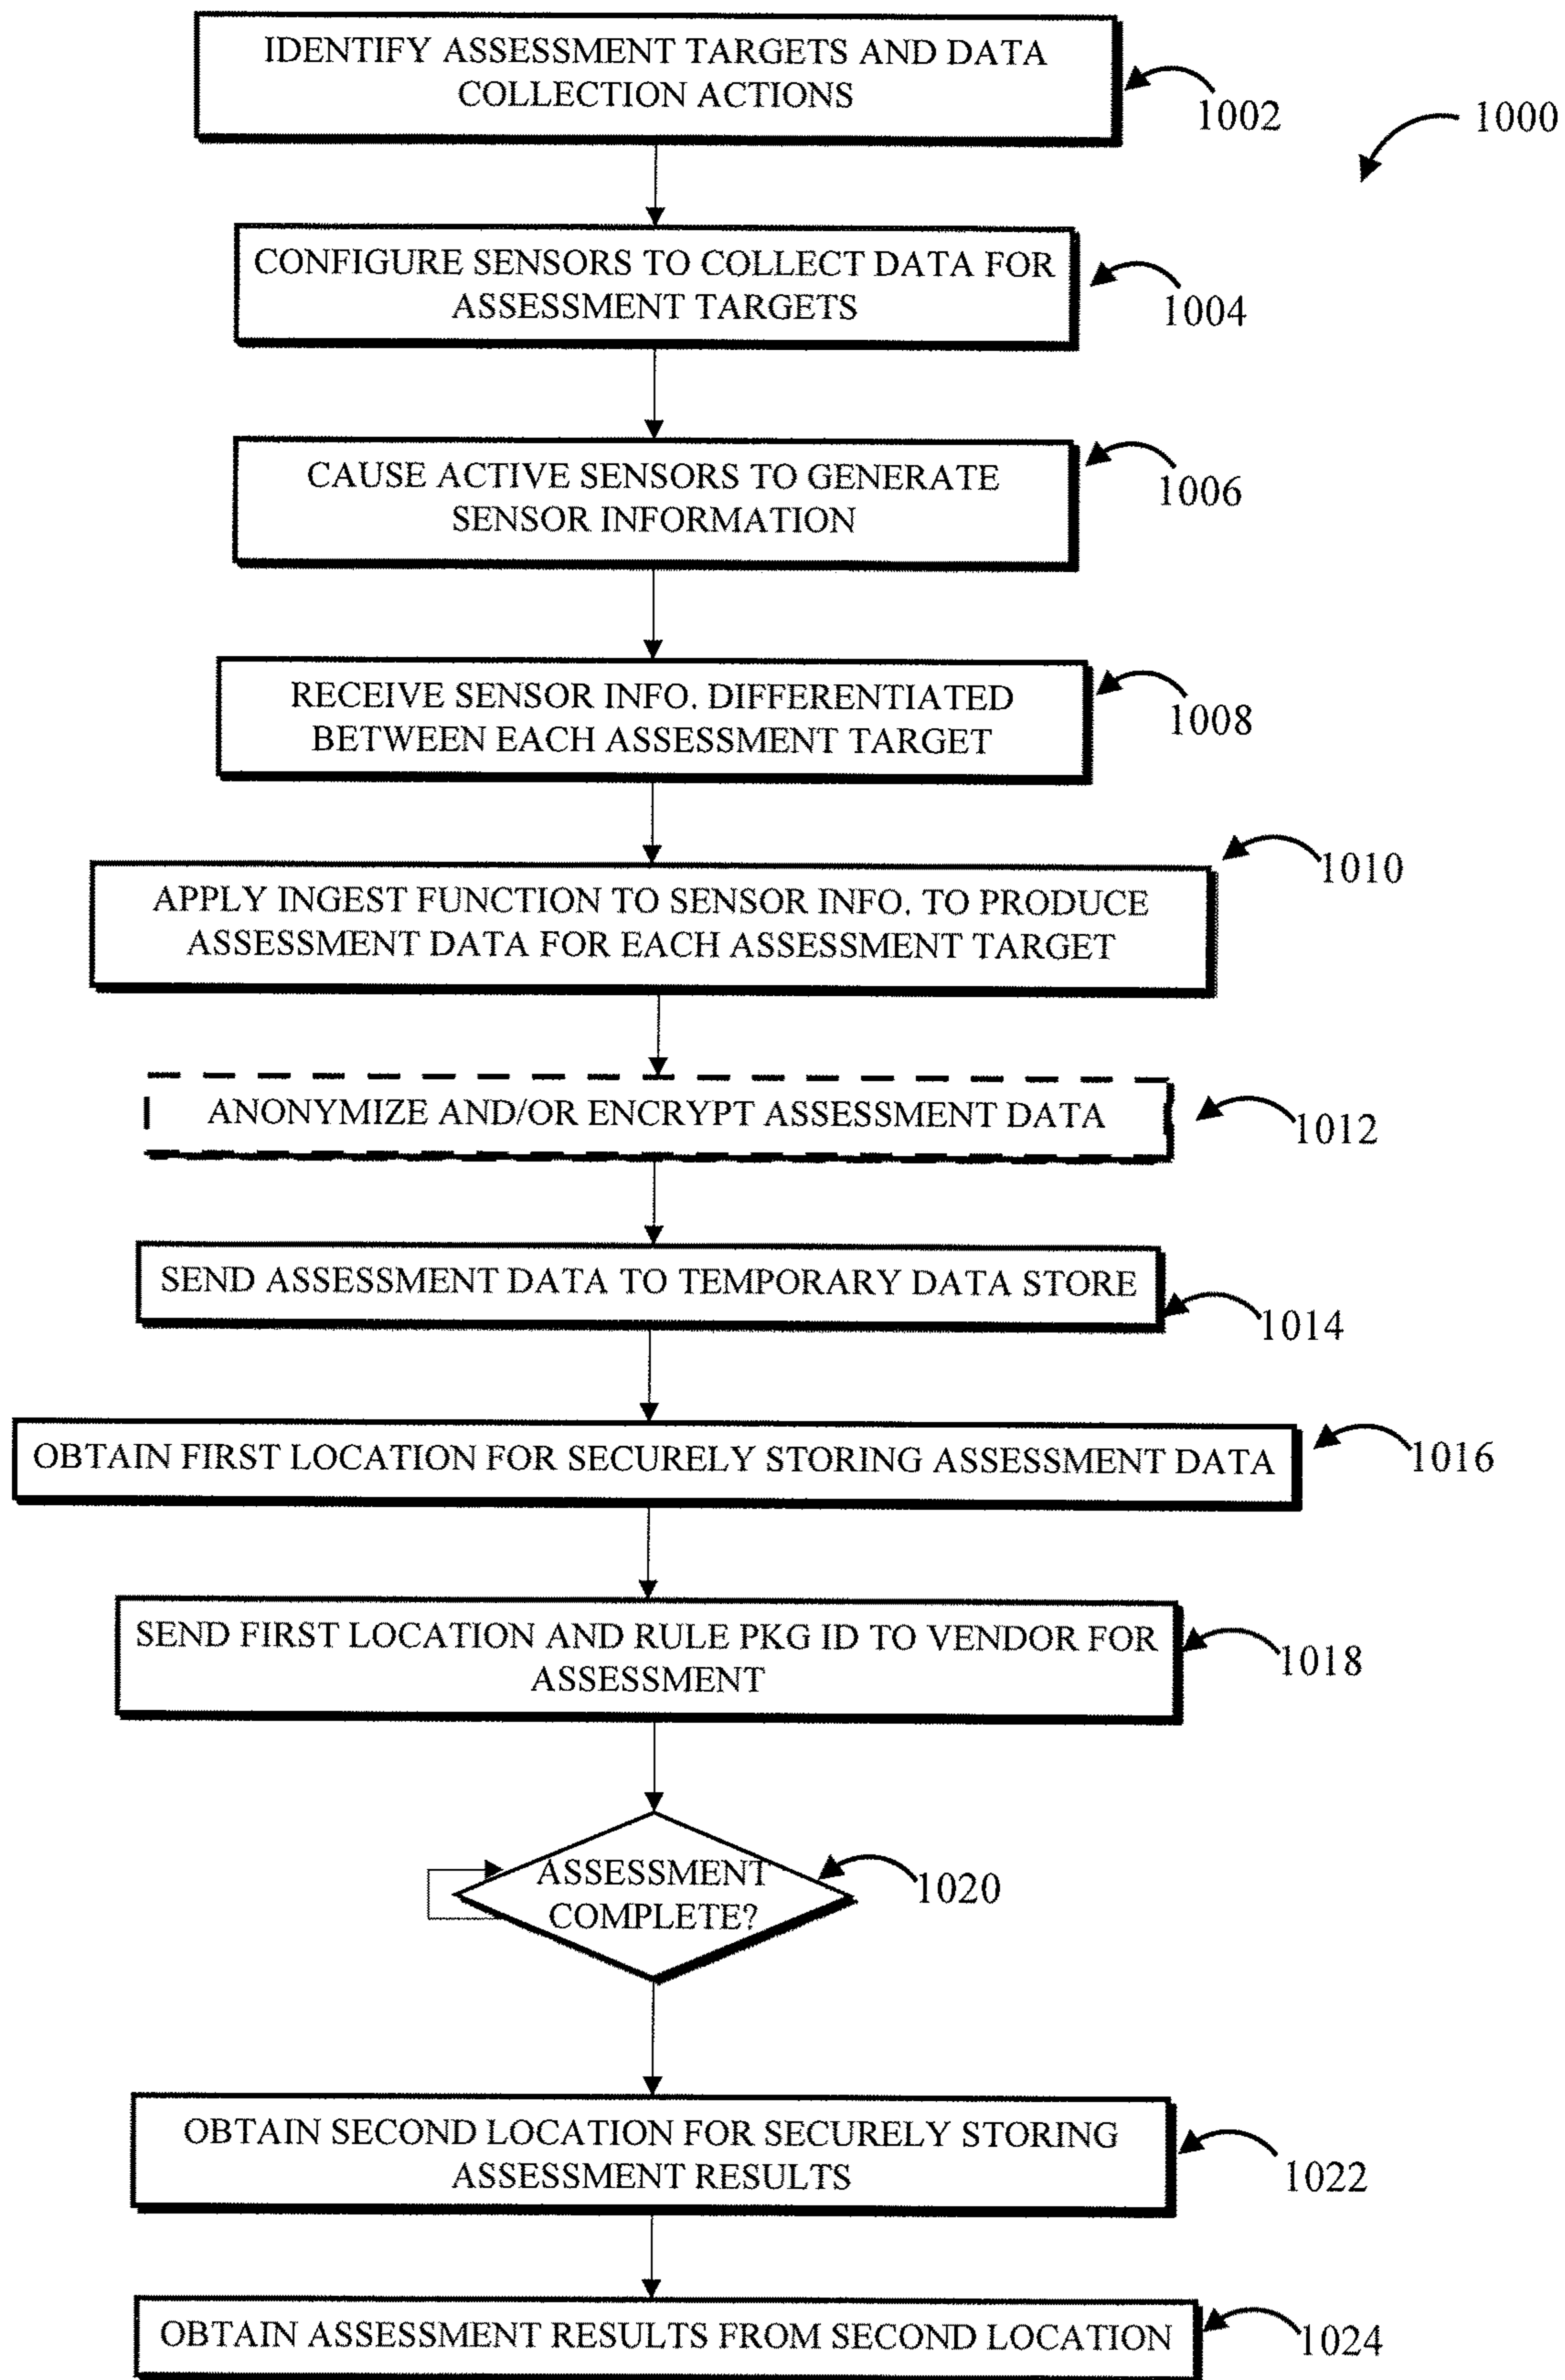 IDENTIFY ASSESSMENT TARGETS AND DATA
COLLECTION ACTIONS
1002
1000
CONFIGURE SENSORS TO COLLECT DATA FOR
ASSESSMENT TARGETS
1004
CAUSE ACTIVE SENSORS TO GENERATE
SENSOR INFORMATION
1006
RECEIVE SENSOR INFO. DIFFERENTIATED
BETWEEN EACH ASSESSMENT TARGET
1008
APPLY INGEST FUNCTION TO SENSOR INFO. TO PRODUCE
ASSESSMENT DATA FOR EACH ASSESSMENT TARGET
1010
ANONYMIZE AND/OR ENCRYPT ASSESSMENT DATA
1012
SEND ASSESSMENT DATA TO TEMPORARY DATA STORE
1014
OBTAIN FIRST LOCATION FOR SECURELY STORING ASSESSMENT DATA
1016
SEND FIRST LOCATION AND RULE PKG ID TO VENDOR FOR
ASSESSMENT
1018
ASSESSMENT
COMPLETE?
1020
OBTAIN SECOND LOCATION FOR SECURELY STORING
ASSESSMENT RESULTS
1022
OBTAIN ASSESSMENT RESULTS FROM SECOND LOCATION
1024